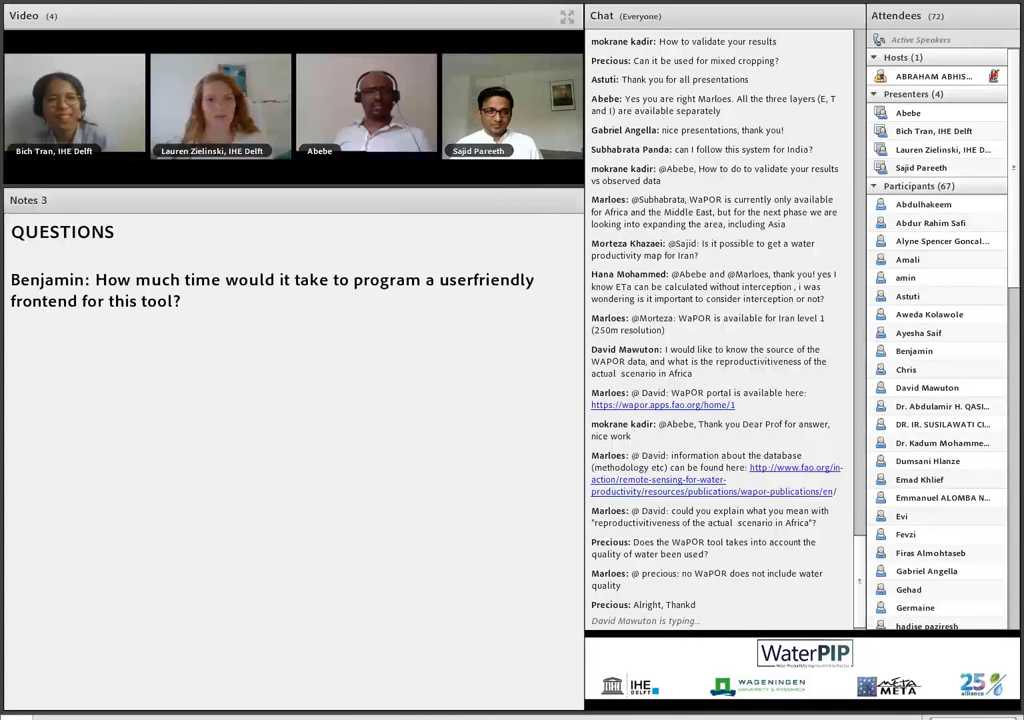 Video (4)
Bich Tran, IHE Delft
Lauren Zielinski, IHE Delft
Abebe
Sajid Pareeth
Notes 3
QUESTIONS
Benjamin: How much time would it take to program a userfriendly
frontend for this tool?
Chat (Everyone)
mokrane kadir: How to validate your results
Precious: Can it be used for mixed cropping?
Astuti: Thank you for all presentations
Abebe: Yes you are right Marloes. All the three layers (E, T
and I) are available separately
Gabriel Angella: nice presentations, thank you!
Subhabrata Panda: can I follow this system for India?
mokrane kadir: @Abebe, How to do to validate your results
vs observed data
Marloes: @Subhabrata, WaPOR is currently only available
for Africa and the Middle East, but for the next phase we are
looking into expanding the area, including Asia
Morteza Khazaei: @Sajid: Is it possible to get a water
productivity map for Iran?
Hana Mohammed: @Abebe and @Marloes, thank you! yes I
know ETa can be calculated without interception , i was
wondering is it important to consider interception or not?
Marloes: @Morteza: WaPOR is available for Iran level 1
(250m resolution)
David Mawuton: I would like to know the source of the
WAPOR data, and what is the reproductivitiveness of the
actual scenario in Africa
Marloes: @ David: WaPOR portal is available here:
https://wapor.apps.fao.org/home/1
mokrane kadir: @Abebe, Thank you Dear Prof for answer,
nice work
Marloes: @ David: information about the database
(methodology etc) can be found here: http://www.fao.org/in-
action/remote-sensing-for-water-
productivity/resources/publications/wapor-publications/en/
Marloes: @ David: could you explain what you mean with
"reproductivitiveness of the actual scenario in Africa"?
Precious: Does the WaPOR tool takes into account the
quality of water been used?
Marloes: @ precious: no WaPOR does not include water
quality
Precious: Alright, Thankd
David Mawuton is typing...
Attendees (72)
Active Speakers
Hosts (1)
ABRAHAM ABHIS...
Presenters (4)
Abebe
Bich Tran, IHE Delft
Lauren Zielinski, IHE D...
Sajid Pareeth
Participants (67)
Abdulhakeem
Abdur Rahim Safi
Alyne Spencer Goncal...
Amali
amin
Astuti
Aweda Kolawole
Ayesha Saif
Benjamin
Chris
David Mawuton
Dr. Abdulamir H. QASI...
DR. IR. SUSILAWATI CI...
Dr. Kadum Mohamme...
Dumsani Hlanze
Emad Khlief
Emmanuel ALOMBA N...
Evi
Fevzi
Firas Almohtaseb
Gabriel Angella
Gehad
Germaine
hadise paziresh
WaterPIP
IHE
DELFT
WAGENINGEN
UNIVERSITY & RESEARCH
META
META
25%
alliance